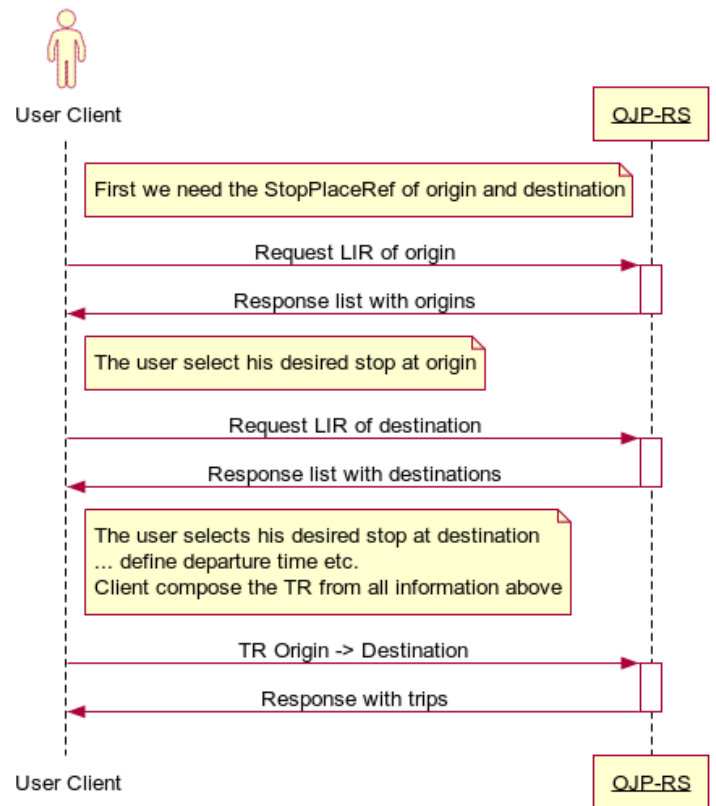 User Client
OJP-RS
First we need the StopPlaceRef of origin and destination
Request LIR of origin
Response list with origins
The user select his desired stop at origin
Request LIR of destination
Response list with destinations
The user selects his desired stop at destination
... define departure time etc.
Client compose the TR from all information above
TR Origin -> Destination
Response with trips
User Client
OJP-RS